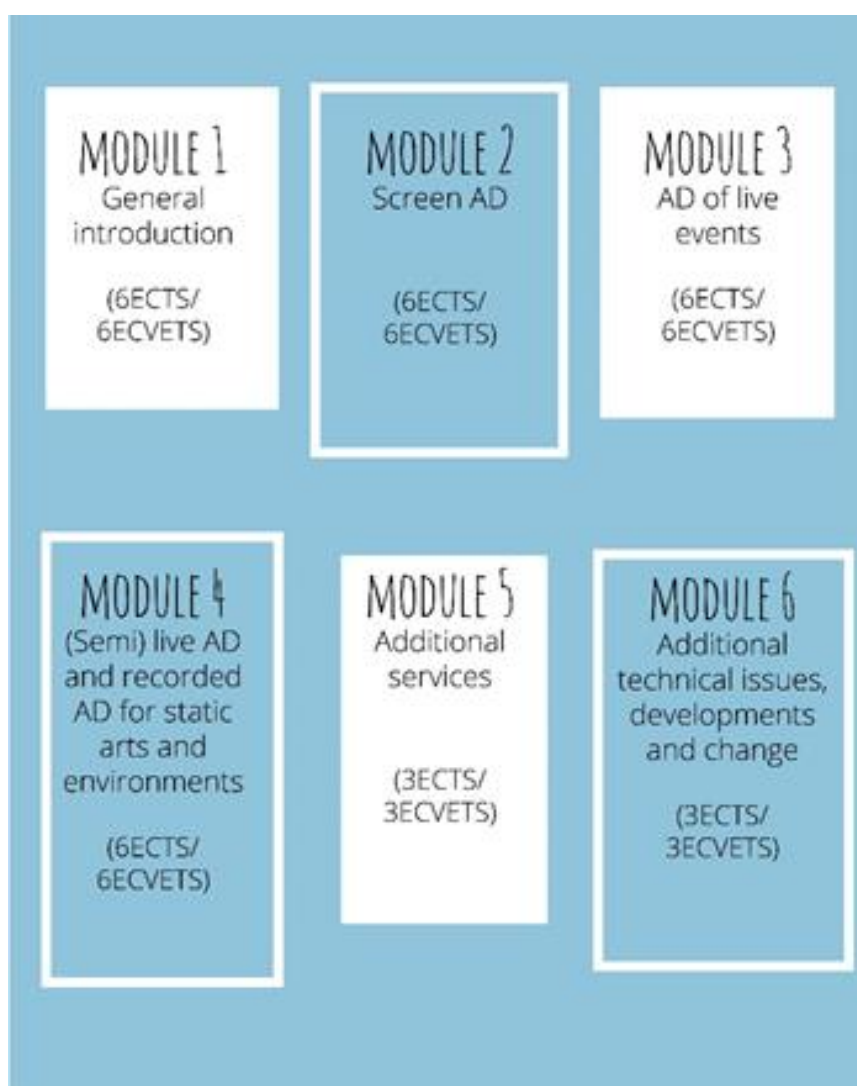 MODULE 1
General
introduction
(6ECTS/
6ECVETS)
MODULE 2
Screen AD
(6ECTS/
6ECVETS)
MODULE 3
AD of live
events
(6ECTS/
6ECVETS)
MODULE 4
(Semi) live AD
and recorded
AD for static
arts and
environments
(6ECTS/
6ECVETS)
MODULE 5
Additional
services
(3ECTS/
3ECVETS)
MODULE 6
Additional
technical issues,
developments
and change
(3ECTS/
3ECVETS)